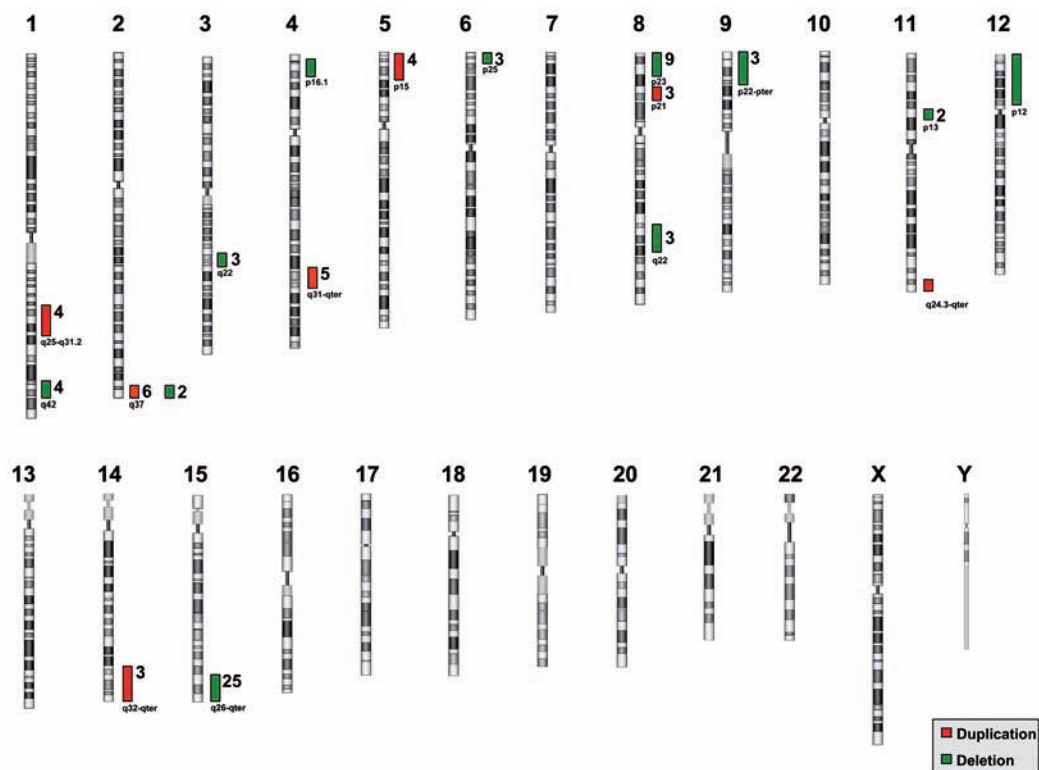 1 2 3 4 5 6 7 8 9 10 11 12
p16.1
4
p15
3
p25
9
p23
3
p21
3
p22-pter
2
p13
p12
3
q22
5
q31-qter
3
q22
q24.3-qter
4
q25-q31.2
4
q42
6
q37
2
13 14 15 16 17 18 19 20 21 22 X Y
3
q32-qter
25
q26-qter
Duplication
Deletion